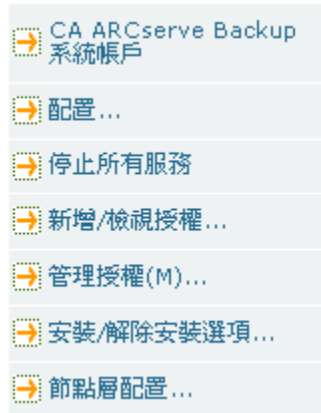 CA ARCserve Backup
系統帳戶
配置...
停止所有服務
新增/檢視授權...
管理授權(M)...
安裝/解除安裝選項...
節點層配置...